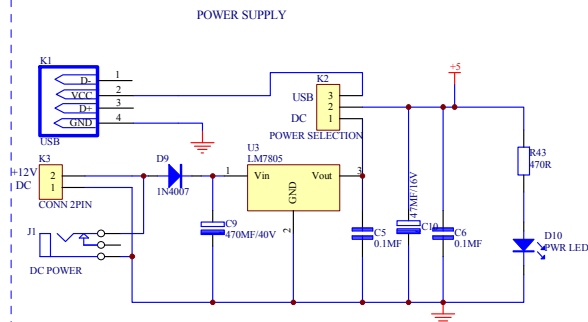 POWER SUPPLY
K1
D-
1
VCC
2
D+
3
GND
4
USB
K2
USB
3
2
DC
1
POWER SELECTION
+5
K3
+12V
2
DC
1
CONN 2PIN
D9
1N4007
U3
LM7805
1
Vin
Vout
3
GND
2
R43
470R
J1
DC POWER
C9
470MF/40V
C5
0.1MF
47MF/16V
C10
C6
0.1MF
D10
PWR LED